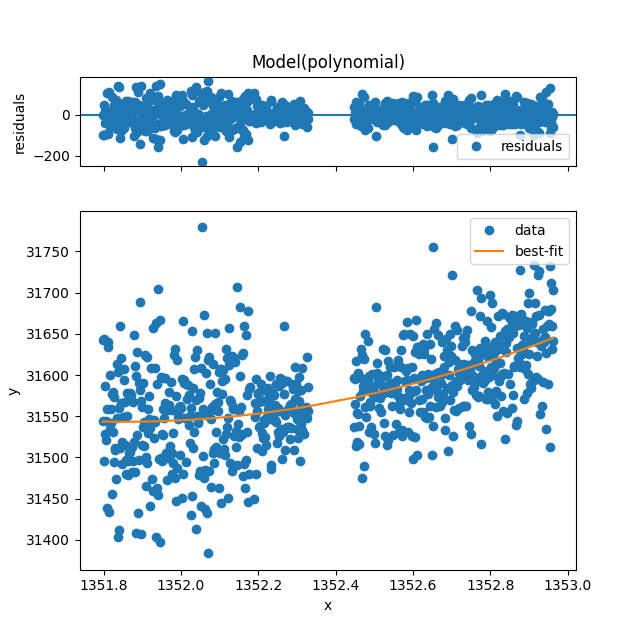 Model(polynomial)
residuals
0
−200
residuals
data
best-fit
y
31750
31700
31650
31600
31550
31500
31450
31400
1351.8 1352.0 1352.2 1352.4 1352.6 1352.8 1353.0
x